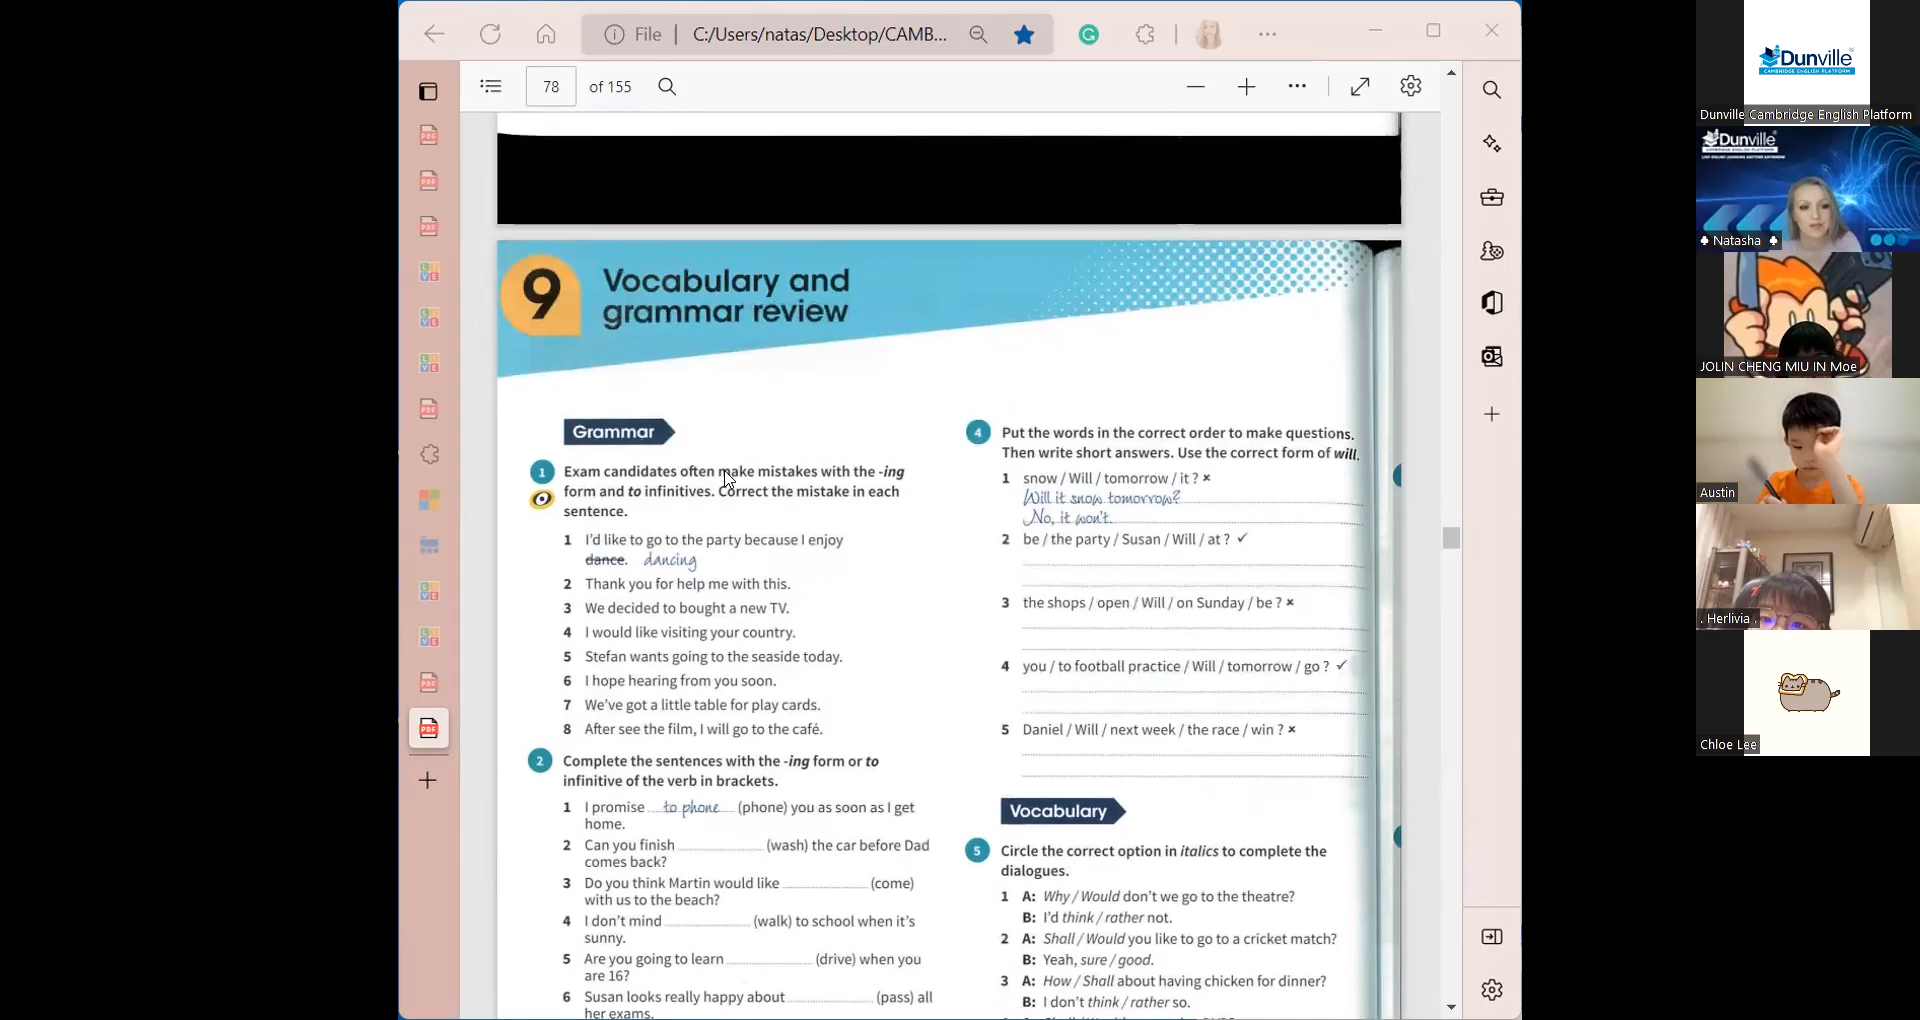 File
C:/Users/natas/Desktop/CAMB...
78
of 155
9
Vocabulary and
grammar review
Grammar
1 Exam candidates often make mistakes with the -ing
form and to infinitives. Correct the mistake in each
sentence.
1 I'd like to go to the party because I enjoy
dance. dancing
2 Thank you for help me with this.
3 We decided to bought a new TV.
4 I would like visiting your country.
5 Stefan wants going to the seaside today.
6 I hope hearing from you soon.
7 We've got a little table for play cards.
8 After see the film, I will go to the café.
2 Complete the sentences with the -ing form or to
infinitive of the verb in brackets.
1 I promise to phone (phone) you as soon as I get
home.
2 Can you finish (wash) the car before Dad
comes back?
3 Do you think Martin would like (come)
with us to the beach?
4 I don't mind (walk) to school when it's
sunny.
5 Are you going to learn (drive) when you
are 16?
6 Susan looks really happy about (pass) all
her exams.
4 Put the words in the correct order to make questions.
Then write short answers. Use the correct form of will.
1 snow / Will / tomorrow / it ? ×
Will it snow tomorrow?
No, it won't.
2 be / the party / Susan / Will / at ? ✓
3 the shops / open / Will / on Sunday / be ? ×
4 you / to football practice / Will / tomorrow / go ? ✓
5 Daniel / Will / next week / the race / win ? ×
Vocabulary
5 Circle the correct option in italics to complete the
dialogues.
1 A: Why / Would don't we go to the theatre?
B: I'd think / rather not.
2 A: Shall / Would you like to go to a cricket match?
B: Yeah, sure / good.
3 A: How / Shall about having chicken for dinner?
B: I don't think / rather so.
Dunville
CAMBRIDGE ENGLISH PLATFORM
Dunville Cambridge English Platform
Dunville
Natasha
JOLIN CHENG MIU IN Moe
Austin
. Herlivia .
Chloe Lee